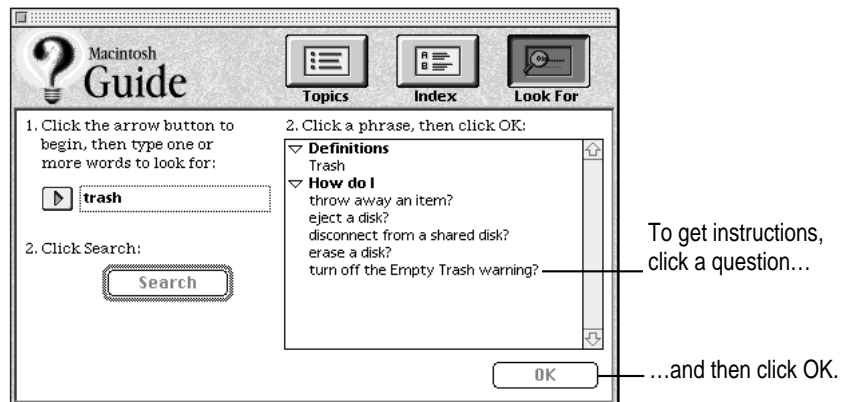 Macintosh
Guide
Topics
Index
Look For
1. Click the arrow button to
begin, then type one or
more words to look for:
trash
2. Click Search:
Search
2. Click a phrase, then click OK:
Definitions
Trash
How do I
throw away an item?
eject a disk?
disconnect from a shared disk?
erase a disk?
turn off the Empty Trash warning?
OK
To get instructions,
click a question…
…and then click OK.